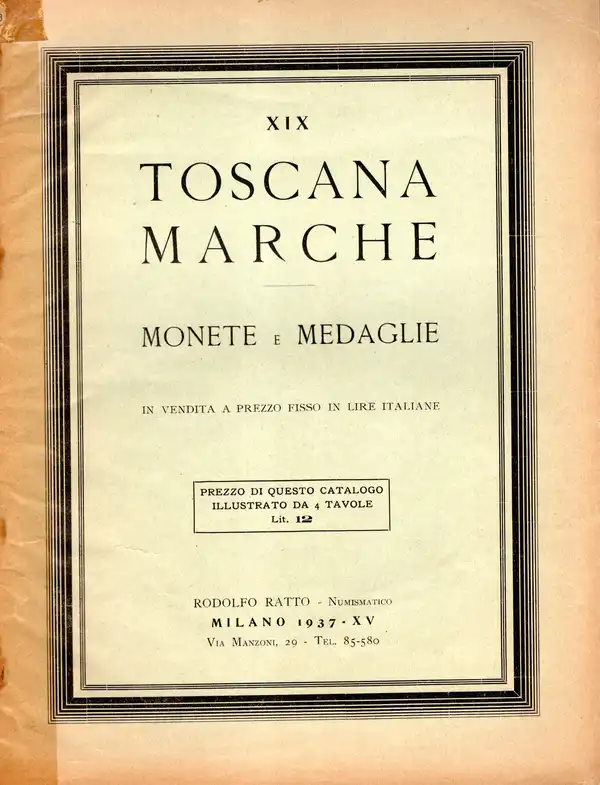 XIX
TOSCANA
MARCHE
MONETE E MEDAGLIE
IN VENDITA A PREZZO FISSO IN LIRE ITALIANE
PREZZO DI QUESTO CATALOGO
ILLUSTRATO DA 4 TAVOLE
Lit. 12
RODOLFO RATTO - NUMISMATICO
MILANO 1937 - XV
VIA MANZONI, 29 - TEL. 85-580